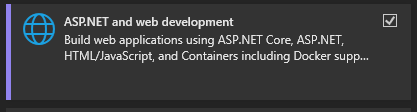 ASP.NET and web development
Build web applications using ASP.NET Core, ASP.NET,
HTML/JavaScript, and Containers including Docker supp...